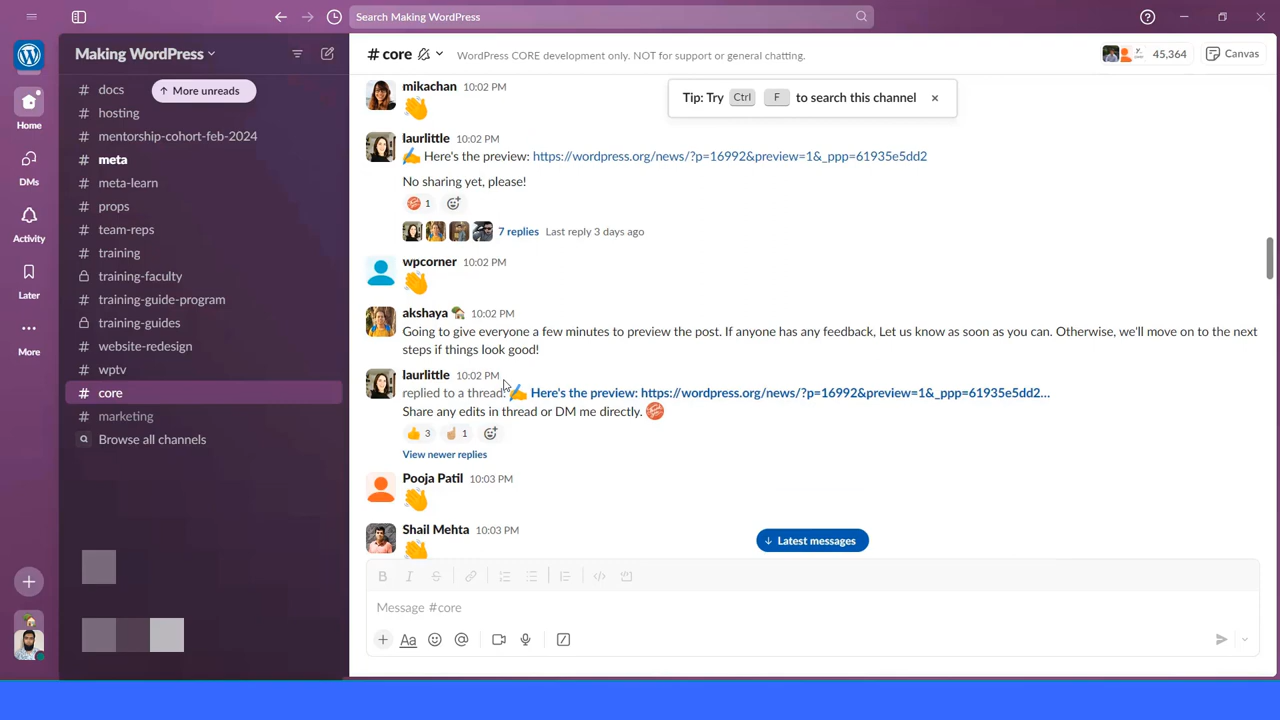 Search Making WordPress
Making WordPress
# core
WordPress CORE development only. NOT for support or general chatting.
45,364
Canvas
Home
DMs
Activity
Later
More
More unreads
# docs
# hosting
# mentorship-cohort-feb-2024
# meta
# meta-learn
# props
# team-reps
# training
training-faculty
# training-guide-program
training-guides
# website-redesign
# wptv
# core
# marketing
Browse all channels
Tip: Try Ctrl F to search this channel
mikachan 10:02 PM
laurlittle 10:02 PM
Here's the preview: https://wordpress.org/news/?p=16992&preview=1&_ppp=61935e5dd2
No sharing yet, please!
1
7 replies Last reply 3 days ago
wpcorner 10:02 PM
akshaya 10:02 PM
Going to give everyone a few minutes to preview the post. If anyone has any feedback, Let us know as soon as you can. Otherwise, we'll move on to the next
steps if things look good!
laurlittle 10:02 PM
replied to a thread: Here's the preview: https://wordpress.org/news/?p=16992&preview=1&_ppp=61935e5dd2...
Share any edits in thread or DM me directly.
3 1
View newer replies
Pooja Patil 10:03 PM
Shail Mehta 10:03 PM
Latest messages
B I S
Message #core
Aa